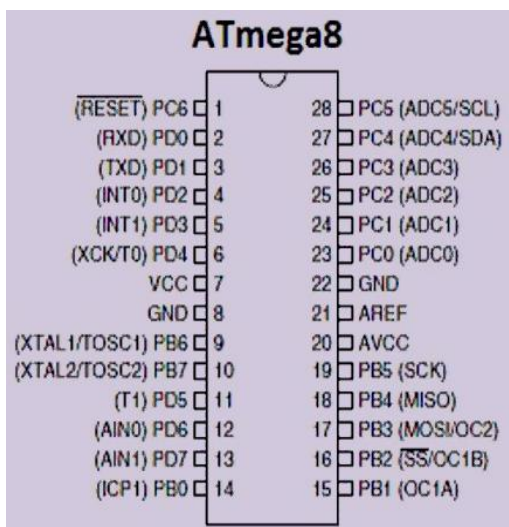 ATmega8
(RESET) PC6 1 28 PC5 (ADC5/SCL)
(RXD) PD0 2 27 PC4 (ADC4/SDA)
(TXD) PD1 3 26 PC3 (ADC3)
(INT0) PD2 4 25 PC2 (ADC2)
(INT1) PD3 5 24 PC1 (ADC1)
(XCK/T0) PD4 6 23 PC0 (ADC0)
VCC 7 22 GND
GND 8 21 AREF
(XTAL1/TOSC1) PB6 9 20 AVCC
(XTAL2/TOSC2) PB7 10 19 PB5 (SCK)
(T1) PD5 11 18 PB4 (MISO)
(AIN0) PD6 12 17 PB3 (MOSI/OC2)
(AIN1) PD7 13 16 PB2 (SS/OC1B)
(ICP1) PB0 14 15 PB1 (OC1A)